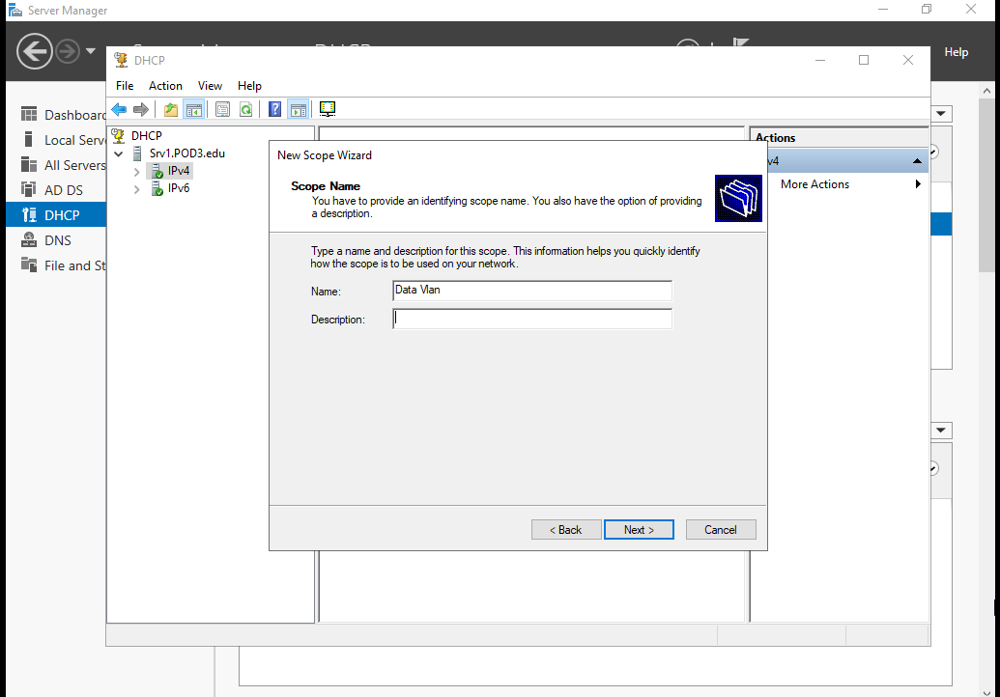 Server Manager
Help
DHCP
File Action View Help
Dashboard
Local Serve
All Servers
AD DS
DHCP
DNS
File and St
DHCP
Srv1.POD3.edu
IPv4
IPv6
New Scope Wizard
Scope Name
You have to provide an identifying scope name. You also have the option of providing
a description.
Type a name and description for this scope. This information helps you quickly identify
how the scope is to be used on your network.
Name: Data Vlan
Description:
< Back Next > Cancel
Actions
v4
More Actions